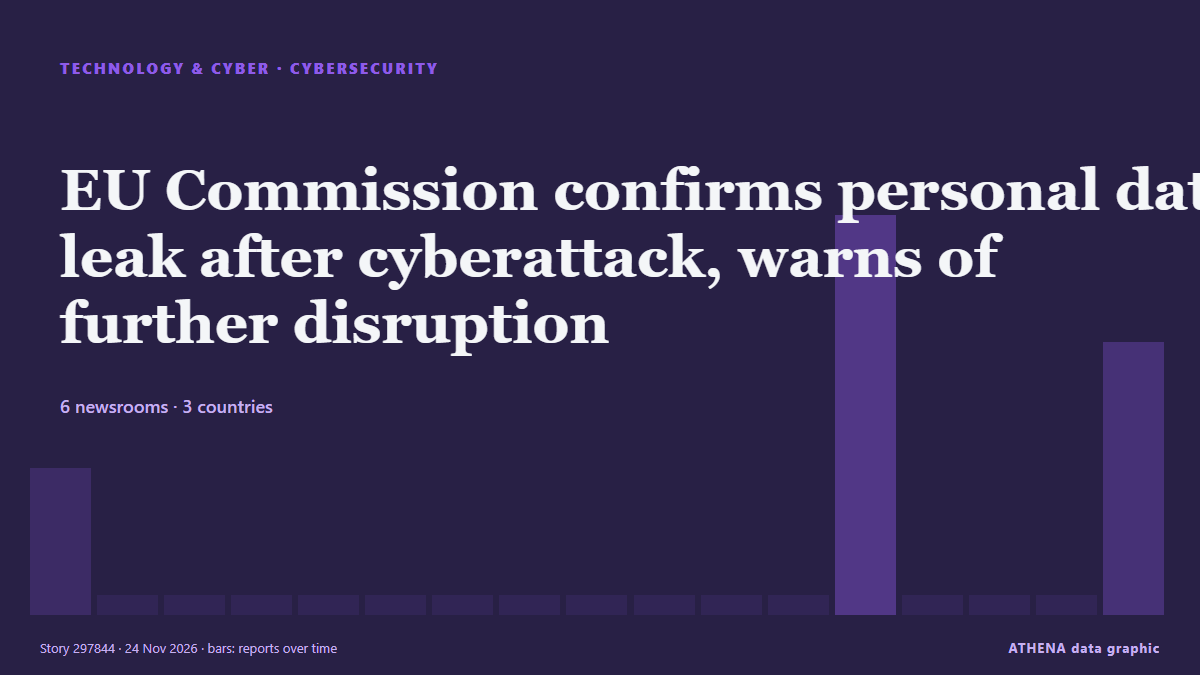 TECHNOLOGY & CYBER · CYBERSECURITY
EU Commission confirms personal dat
leak after cyberattack, warns of
further disruption
6 newsrooms · 3 countries
Story 297844 · 24 Nov 2026 · bars: reports over time
ATHENA data graphic